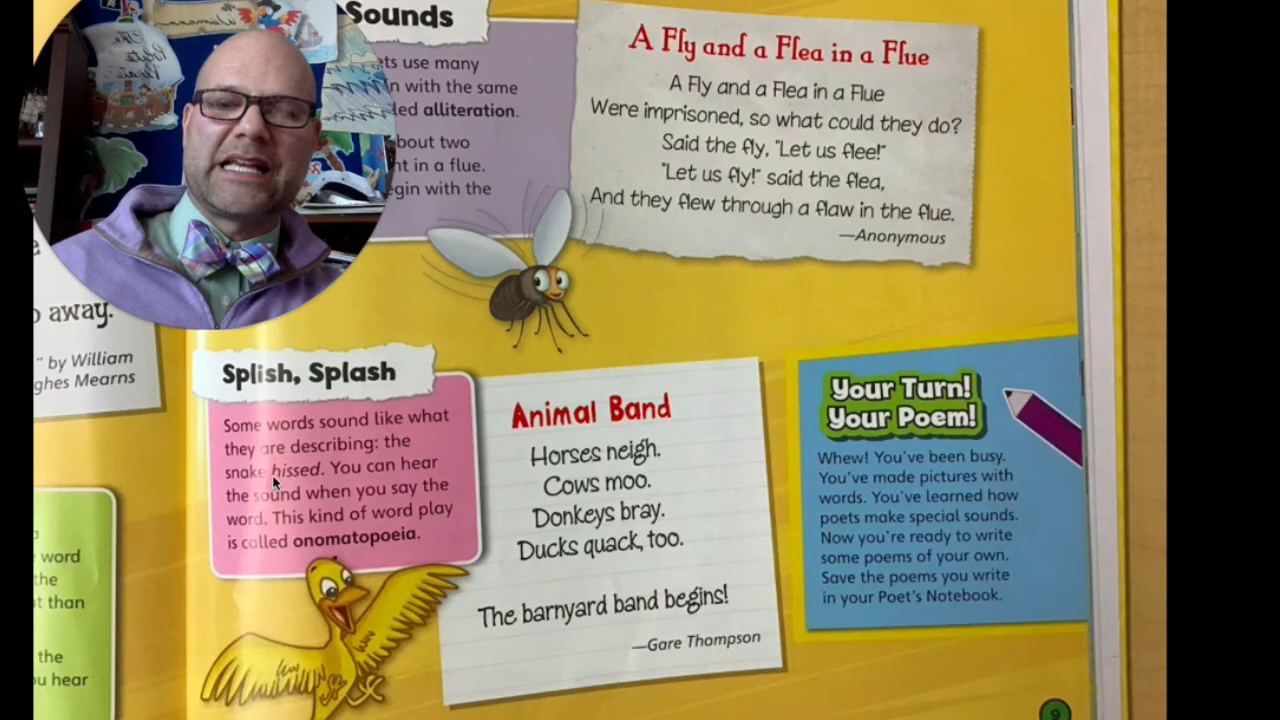 Sounds
ets use many
n with the same
led alliteration.
bout two
t in a flue.
gin with the
A Fly and a Flea in a Flue
A Fly and a Flea in a Flue
Were imprisoned, so what could they do?
Said the fly, "Let us flee!"
"Let us fly!" said the flea,
And they flew through a flaw in the flue.
—Anonymous
away.
" by William
ghes Mearns
Splish, Splash
Some words sound like what
they are describing: the
snake hissed. You can hear
the sound when you say the
word. This kind of word play
is called onomatopoeia.
Animal Band
Horses neigh.
Cows moo.
Donkeys bray.
Ducks quack, too.
The barnyard band begins!
—Gare Thompson
Your Turn!
Your Poem!
Whew! You've been busy.
You've made pictures with
words. You've learned how
poets make special sounds.
Now you're ready to write
some poems of your own.
Save the poems you write
in your Poet's Notebook.
word
the
t than
the
u hear
9